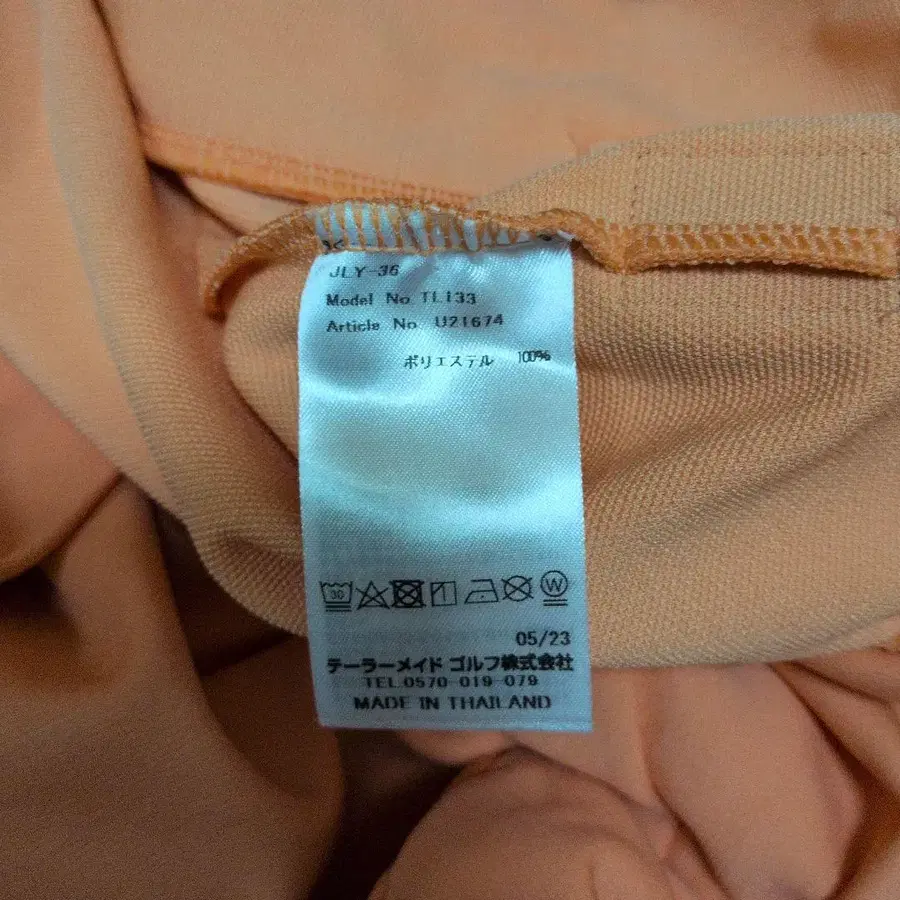 JLY-36
Model No TL133
Article No U21674
ポリエステル 100%
30 W
05/23
テーラーメイド ゴルフ株式会社
TEL.0570-019-079
MADE IN THAILAND